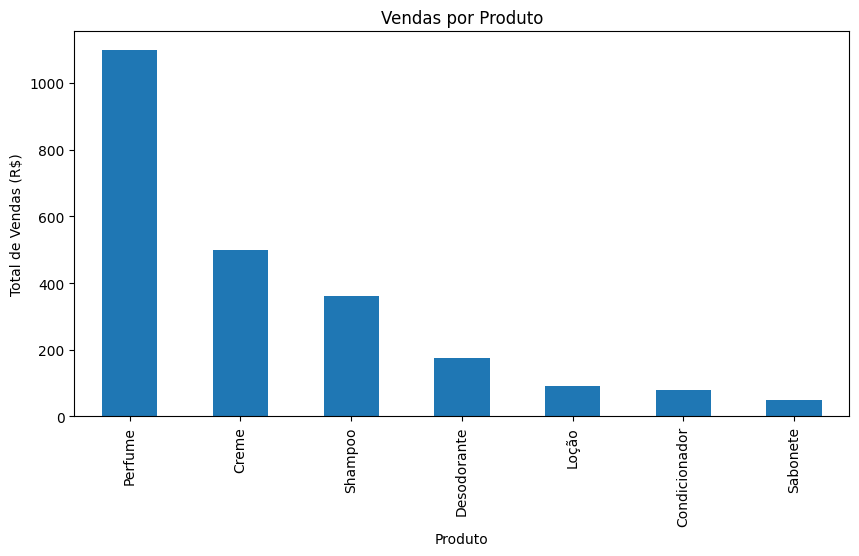 Vendas por Produto
Total de Vendas (R$)
1000
800
600
400
200
0
Perfume
Creme
Shampoo
Desodorante
Loção
Condicionador
Sabonete
Produto